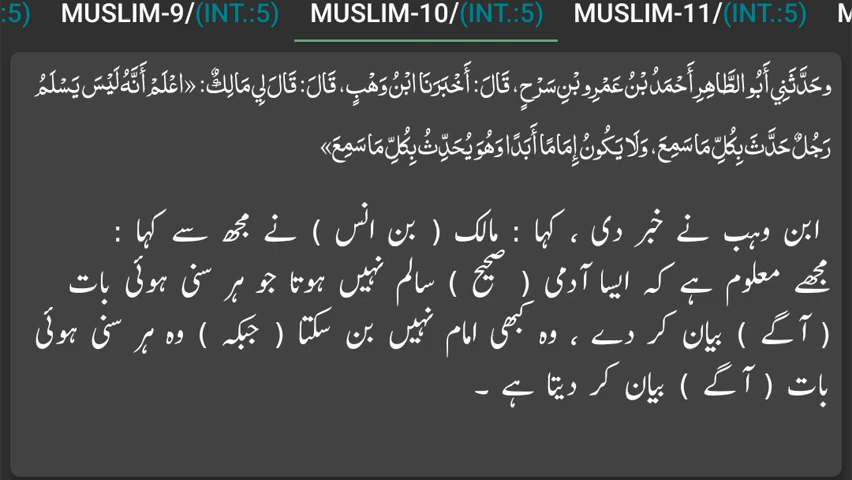 :5) MUSLIM-9/(INT.:5) MUSLIM-10/(INT.:5) MUSLIM-11/(INT.:5) M
وحَدَّثَنِي أَبُو الطَّاهِرِ أَحْمَدُ بْنُ عَمْرِو بْنِ سَرْحٍ، قَالَ: أَخْبَرَنَا ابْنُ وَهْبٍ، قَالَ: قَالَ لِي مَالِكٌ: «اعْلَمْ أَنَّهُ لَيْسَ يَسْلَمُ
رَجُلٌ حَدَّثَ بِكُلِّ مَا سَمِعَ، وَلَا يَكُونُ إِمَامًا أَبَدًا وَهُوَ يُحَدِّثُ بِكُلِّ مَا سَمِعَ»
ابن وہب نے خبر دی ، کہا : مالک ( بن انس ) نے مجھ سے کہا :
مجھے معلوم ہے کہ ایسا آدمی ( صحیح ) سالم نہیں ہوتا جو ہر سنی ہوئی بات
( آگے ) بیان کر دے ، وہ کبھی امام نہیں بن سکتا ( جبکہ ) وہ ہر سنی ہوئی
بات ( آگے ) بیان کر دیتا ہے ۔